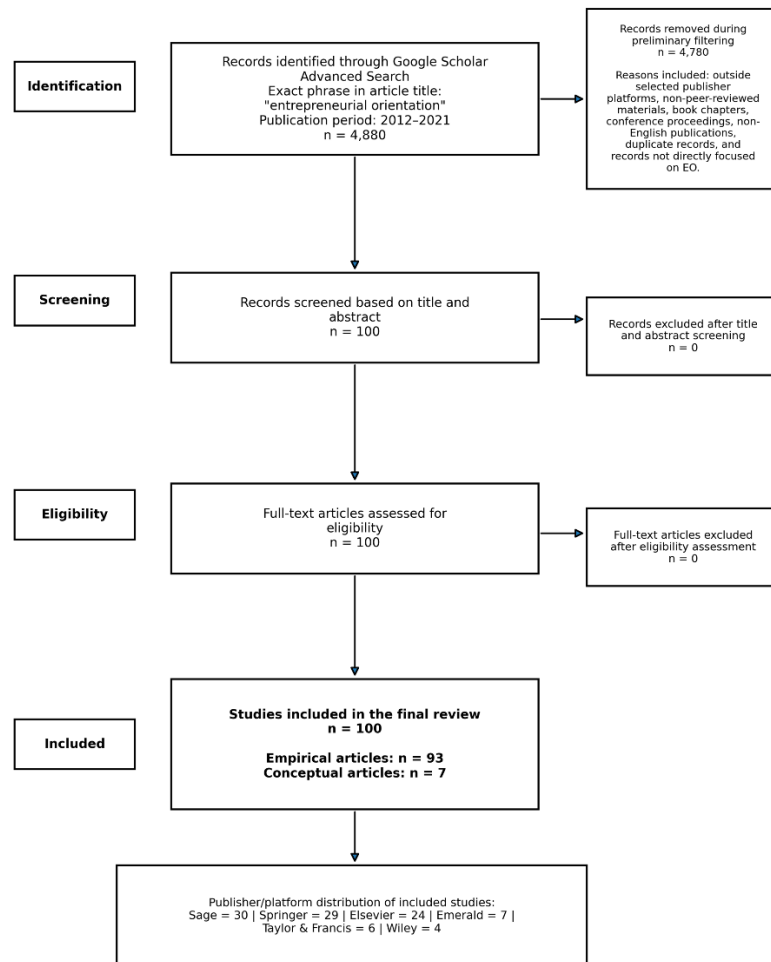 Identification
Records identified through Google Scholar
Advanced Search
Exact phrase in article title:
"entrepreneurial orientation"
Publication period: 2012–2021
n = 4,880
Records removed during
preliminary filtering
n = 4,780
Reasons included: outside
selected publisher
platforms, non-peer-reviewed
materials, book chapters,
conference proceedings, non-
English publications,
duplicate records, and
records not directly focused
on EO.
Screening
Records screened based on title and
abstract
n = 100
Records excluded after title
and abstract screening
n = 0
Eligibility
Full-text articles assessed for
eligibility
n = 100
Full-text articles excluded
after eligibility assessment
n = 0
Included
Studies included in the final review
n = 100
Empirical articles: n = 93
Conceptual articles: n = 7
Publisher/platform distribution of included studies:
Sage = 30 | Springer = 29 | Elsevier = 24 | Emerald = 7 |
Taylor & Francis = 6 | Wiley = 4